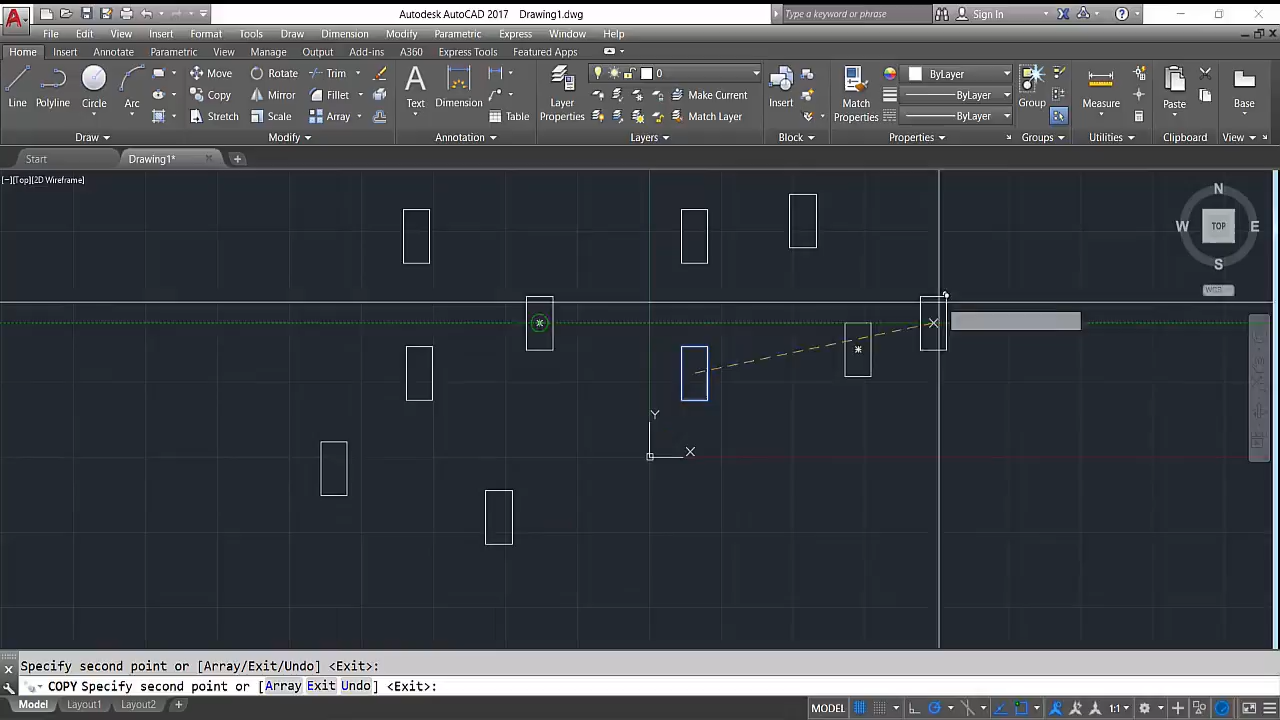 Autodesk AutoCAD 2017 Drawing1.dwg
Type a keyword or phrase
Sign In
File Edit View Insert Format Tools Draw Dimension Modify Parametric Express Window Help
Home Insert Annotate Parametric View Manage Output Add-ins A360 Express Tools Featured Apps
Line Polyline Circle Arc
Move Rotate Trim
Copy Mirror Fillet
Stretch Scale Array
Text Dimension Table
Layer Properties
0
Make Current
Match Layer
Insert
Match Properties
ByLayer
ByLayer
ByLayer
Group
Measure
Paste
Base
Draw Modify Annotation Layers Block Properties Groups Utilities Clipboard View
Start Drawing1*
[−][Top][2D Wireframe]
N
W TOP E
S
WCS
Y
X
Specify second point or [Array/Exit/Undo] <Exit>:
COPY Specify second point or [Array Exit Undo] <Exit>:
Model Layout1 Layout2 +
MODEL 1:1